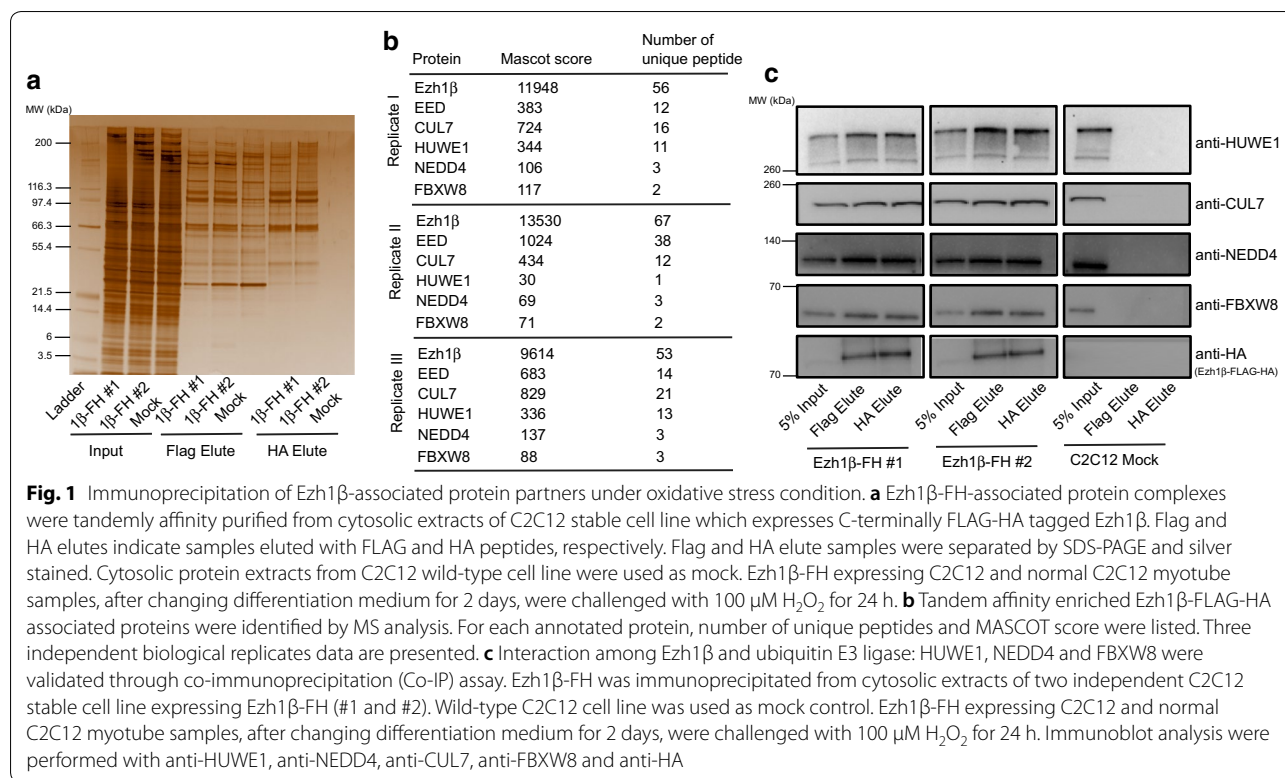 a
MW (kDa)
200
116.3
97.4
66.3
55.4
21.5
14.4
6
3.5
Ladder
1β-FH #1
1β-FH #2
Mock
1β-FH #1
1β-FH #2
Mock
1β-FH #1
1β-FH #2
Mock
Input
Flag Elute
HA Elute
b
Protein Mascot score Number of unique peptide
Replicate I
Ezh1β 11948 56
EED 383 12
CUL7 724 16
HUWE1 344 11
NEDD4 106 3
FBXW8 117 2
Replicate II
Ezh1β 13530 67
EED 1024 38
CUL7 434 12
HUWE1 30 1
NEDD4 69 3
FBXW8 71 2
Replicate III
Ezh1β 9614 53
EED 683 14
CUL7 829 21
HUWE1 336 13
NEDD4 137 3
FBXW8 88 3
c
MW (kDa)
260
anti-HUWE1
260
anti-CUL7
140
anti-NEDD4
70
anti-FBXW8
70
anti-HA
(Ezh1β-FLAG-HA)
5% Input
Flag Elute
HA Elute
5% Input
Flag Elute
HA Elute
5% Input
Flag Elute
HA Elute
Ezh1β-FH #1
Ezh1β-FH #2
C2C12 Mock
Fig. 1 Immunoprecipitation of Ezh1β-associated protein partners under oxidative stress condition. a Ezh1β-FH-associated protein complexes
were tandemly affinity purified from cytosolic extracts of C2C12 stable cell line which expresses C-terminally FLAG-HA tagged Ezh1β. Flag and
HA elutes indicate samples eluted with FLAG and HA peptides, respectively. Flag and HA elute samples were separated by SDS-PAGE and silver
stained. Cytosolic protein extracts from C2C12 wild-type cell line were used as mock. Ezh1β-FH expressing C2C12 and normal C2C12 myotube
samples, after changing differentiation medium for 2 days, were challenged with 100 μM H₂O₂ for 24 h. b Tandem affinity enriched Ezh1β-FLAG-HA
associated proteins were identified by MS analysis. For each annotated protein, number of unique peptides and MASCOT score were listed. Three
independent biological replicates data are presented. c Interaction among Ezh1β and ubiquitin E3 ligase: HUWE1, NEDD4 and FBXW8 were
validated through co-immunoprecipitation (Co-IP) assay. Ezh1β-FH was immunoprecipitated from cytosolic extracts of two independent C2C12
stable cell line expressing Ezh1β-FH (#1 and #2). Wild-type C2C12 cell line was used as mock control. Ezh1β-FH expressing C2C12 and normal
C2C12 myotube samples, after changing differentiation medium for 2 days, were challenged with 100 μM H₂O₂ for 24 h. Immunoblot analysis were
performed with anti-HUWE1, anti-NEDD4, anti-CUL7, anti-FBXW8 and anti-HA